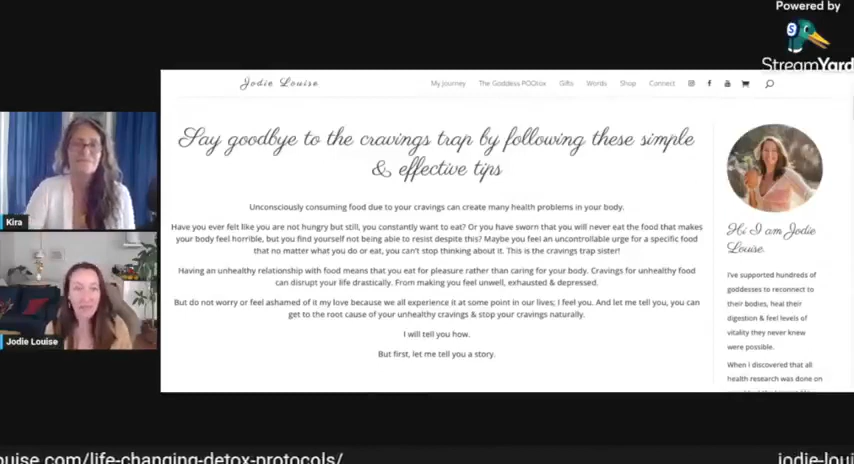 Powered by
StreamYard
Jodie Louise
My Journey The Goddess POOtox Gifts Words Shop Connect
Say goodbye to the cravings trap by following these simple
& effective tips
Unconsciously consuming food due to your cravings can create many health problems in your body.
Have you ever felt like you are not hungry but still, you constantly want to eat? Or you have sworn that you will never eat the food that makes
your body feel horrible, but you find yourself not being able to resist despite this? Maybe you feel an uncontrollable urge for a specific food
that no matter what you do or eat, you can't stop thinking about it. This is the cravings trap sister!
Having an unhealthy relationship with food means that you eat for pleasure rather than caring for your body. Cravings for unhealthy food
can disrupt your life drastically. From making you feel unwell, exhausted & depressed.
But do not worry or feel ashamed of it my love because we all experience it at some point in our lives; I feel you. And let me tell you, you can
get to the root cause of your unhealthy cravings & stop your cravings naturally.
I will tell you how.
But first, let me tell you a story.
Hi I am Jodie
Louise.
I've supported hundreds of
goddesses to reconnect to
their bodies, heal their
digestion & feel levels of
vitality they never knew
were possible.
When I discovered that all
health research was done on
Kira
Jodie Louise
ouise.com/life-changing-detox-protocols/
jodie-loui